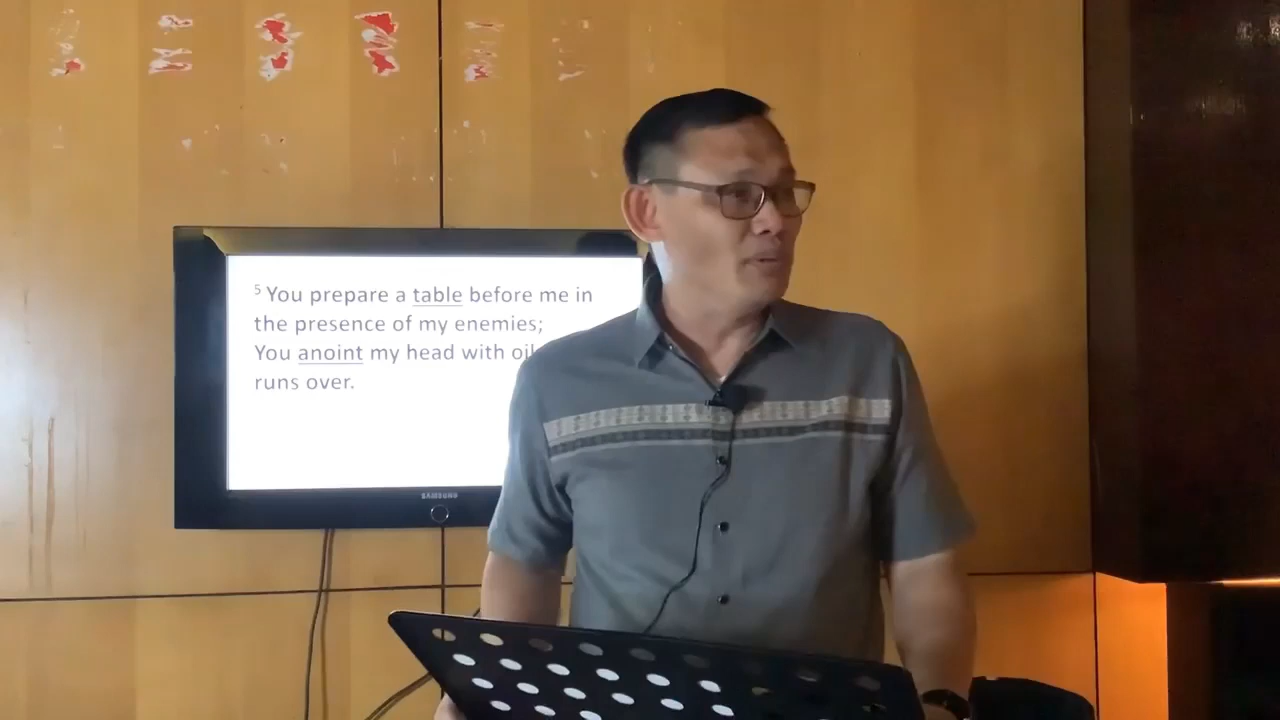 5 You prepare a table before me in
the presence of my enemies;
You anoint my head with oil
runs over.
SAMSUNG